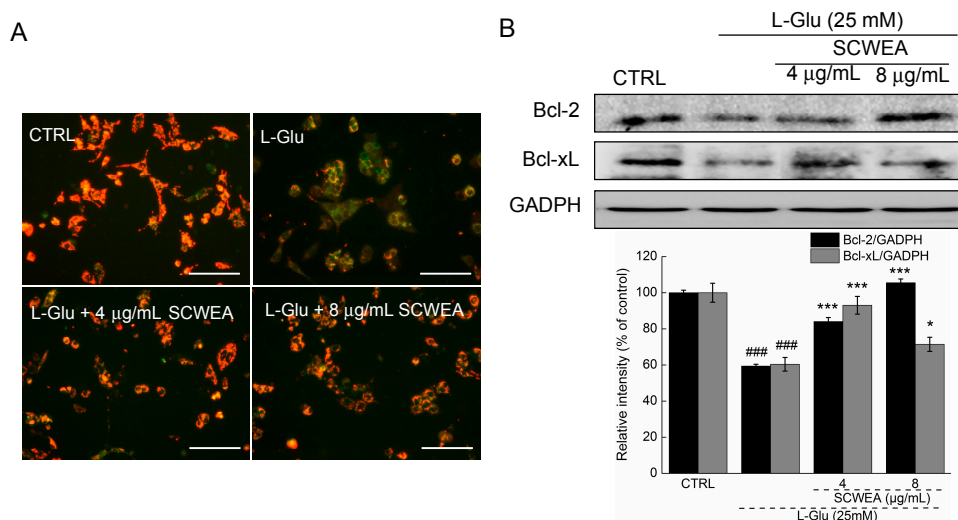 A
CTRL
L-Glu
L-Glu + 4 μg/mL SCWEA
L-Glu + 8 μg/mL SCWEA
B
L-Glu (25 mM)
SCWEA
CTRL
4 μg/mL
8 μg/mL
Bcl-2
Bcl-xL
GADPH
Bcl-2/GADPH
Bcl-xL/GADPH
Relative intensity (% of control)
120
100
80
60
40
20
0
###
###
***
***
***
*
CTRL
4
8
SCWEA (μg/mL)
L-Glu (25mM)